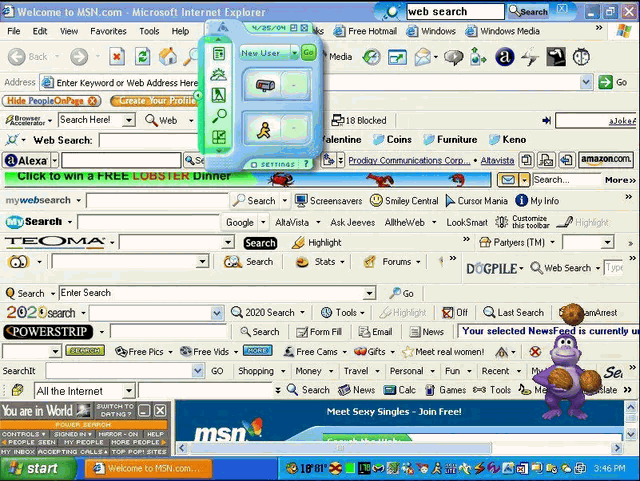 Welcome to MSN.com - Microsoft Internet Explorer
web search
Search
4/25/04
File Edit View Favorites
Free Hotmail Windows Windows Media
New User Go
Back
Media
Address Enter Keyword or Web Address Here
Go
Hide PeopleOnPage Create Your Profile
Browser Accelerator Search Here! Web
18 Blocked
aJokeA
Web Search:
Valentine Coins Furniture Keno
Alexa
Prodigy Communications Corp... Altavista
amazon.com
SETTINGS ?
Click to win a FREE LOBSTER Dinner
Search... More»
mywebsearch Search Screensavers Smiley Central Cursor Mania My Info
MySearch Google AltaVista Ask Jeeves AlltheWeb LookSmart Customize this toolbar Highlight
TEOMA Search Highlight Partyers (TM)
Search Stats Forums
DOGPILE Web Search Type
Search Enter Search Go
2020search 2020 Search Tools Highlight Off Last Search
POWERSTRIP Search Form Fill Email News Your selected NewsFeed is currently un
SEARCH Free Pics Free Vids MORE Free Cams Gifts Meet real women!
SearchIt GO Shopping Money Travel Personal Fun Recent
All the Internet Search News Calc Games Tools
You are in World SWITCH TO DATING?
POWER SEARCH
CONTROLS SIGNED IN MIRROR - ON HELP
PEOPLE SEEN MY PEOPLE MORE PEOPLE
MY INBOX ACCEPTING CALLS TOP POP! SITES
Meet Sexy Singles - Join Free!
msn
Search the Web
start Welcome to MSN.com...
18° 81°
3:46 PM